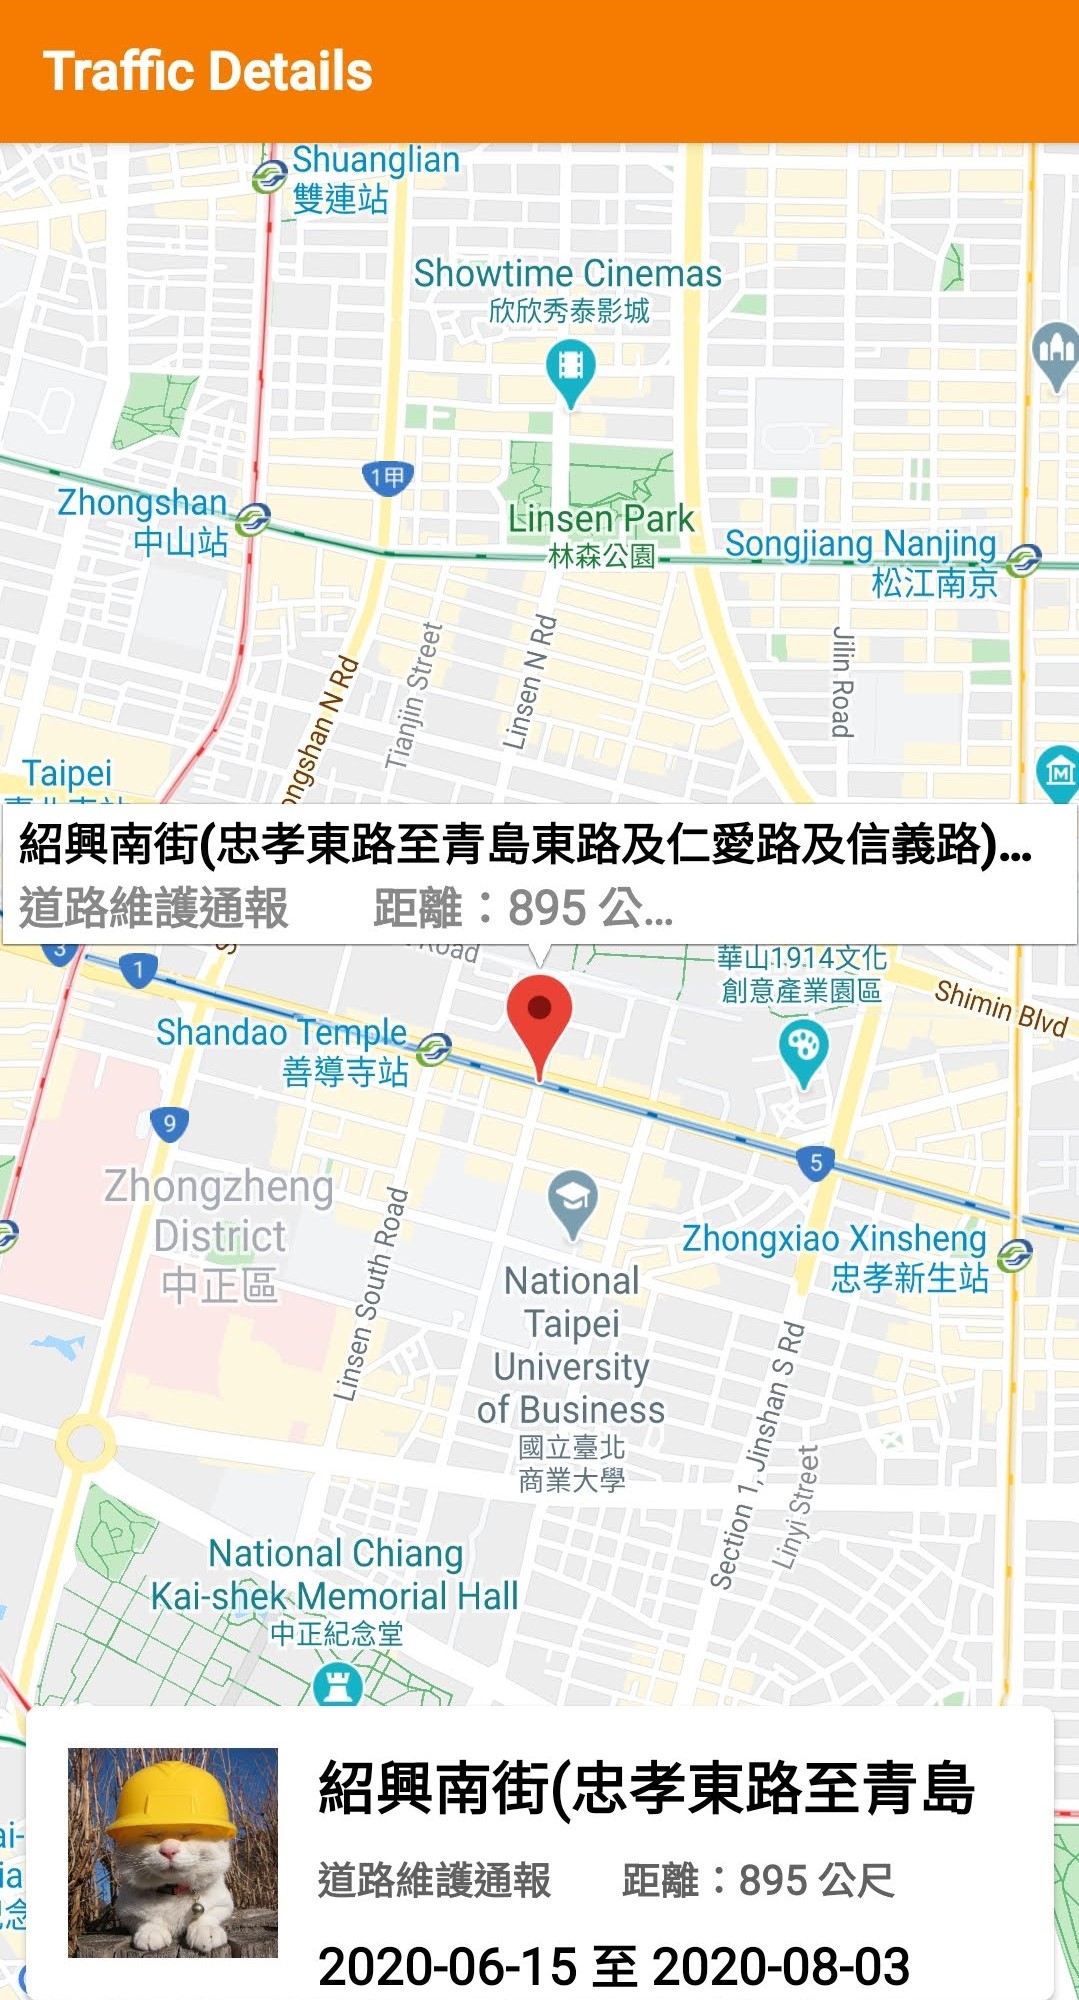 Traffic Details
Shuanglian
雙連站
Showtime Cinemas
欣欣秀泰影城
1甲
Zhongshan
中山站
Linsen Park
林森公園
Songjiang Nanjing
松江南京
Jilin Road
Linsen N Rd
Tianjin Street
ongshan N Rd
Taipei
紹興南街(忠孝東路至青島東路及仁愛路及信義路)...
道路維護通報 距離：895 公...
3
1
Road
華山1914文化
創意產業園區
Shimin Blvd
Shandao Temple
善導寺站
9
5
Zhongzheng
District
中正區
Zhongxiao Xinsheng
忠孝新生站
Linsen South Road
National
Taipei
University
of Business
國立臺北
商業大學
Section 1, Jinshan S Rd
Linyi Street
National Chiang
Kai-shek Memorial Hall
中正紀念堂
紹興南街(忠孝東路至青島
道路維護通報 距離：895 公尺
2020-06-15 至 2020-08-03